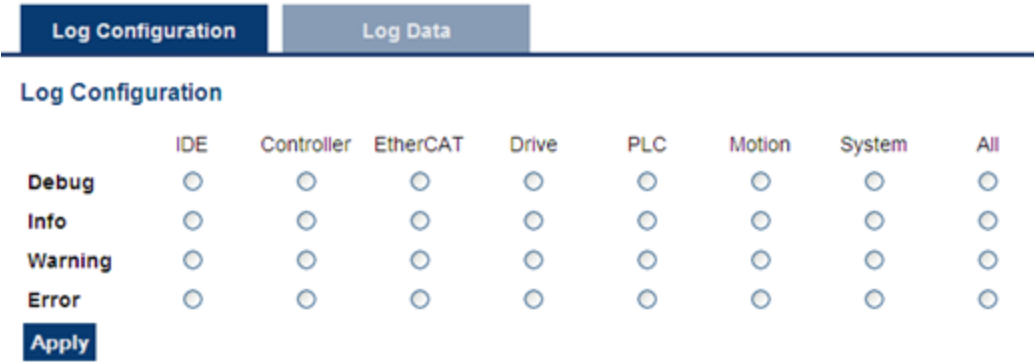 Log Configuration Log Data
Log Configuration
IDE Controller EtherCAT Drive PLC Motion System All
Debug
Info
Warning
Error
Apply